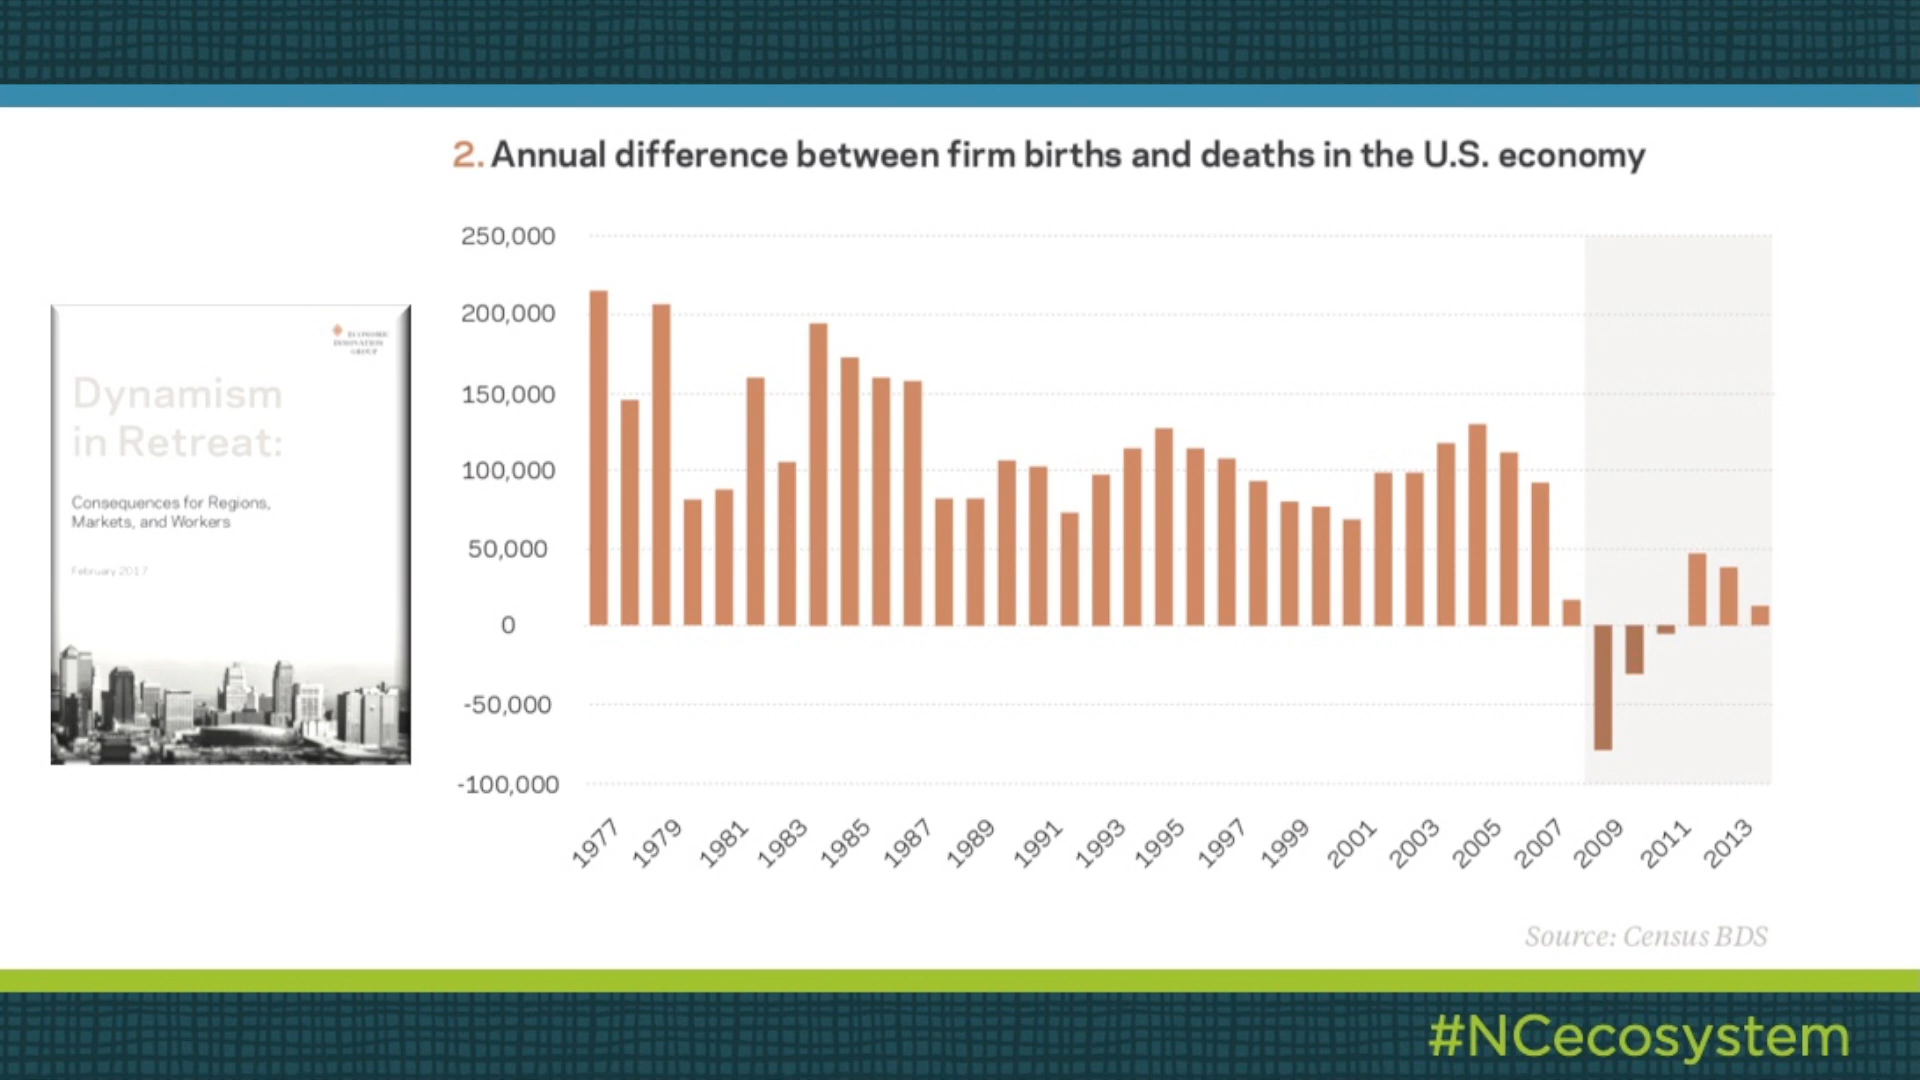 2. Annual difference between firm births and deaths in the U.S. economy
250,000
200,000
150,000
100,000
50,000
0
-50,000
-100,000
1977
1979
1981
1983
1985
1987
1989
1991
1993
1995
1997
1999
2001
2003
2005
2007
2009
2011
2013
Source: Census BDS
ECONOMIC
INNOVATION
GROUP
Dynamism
in Retreat:
Consequences for Regions,
Markets, and Workers
February 2017
#NCecosystem